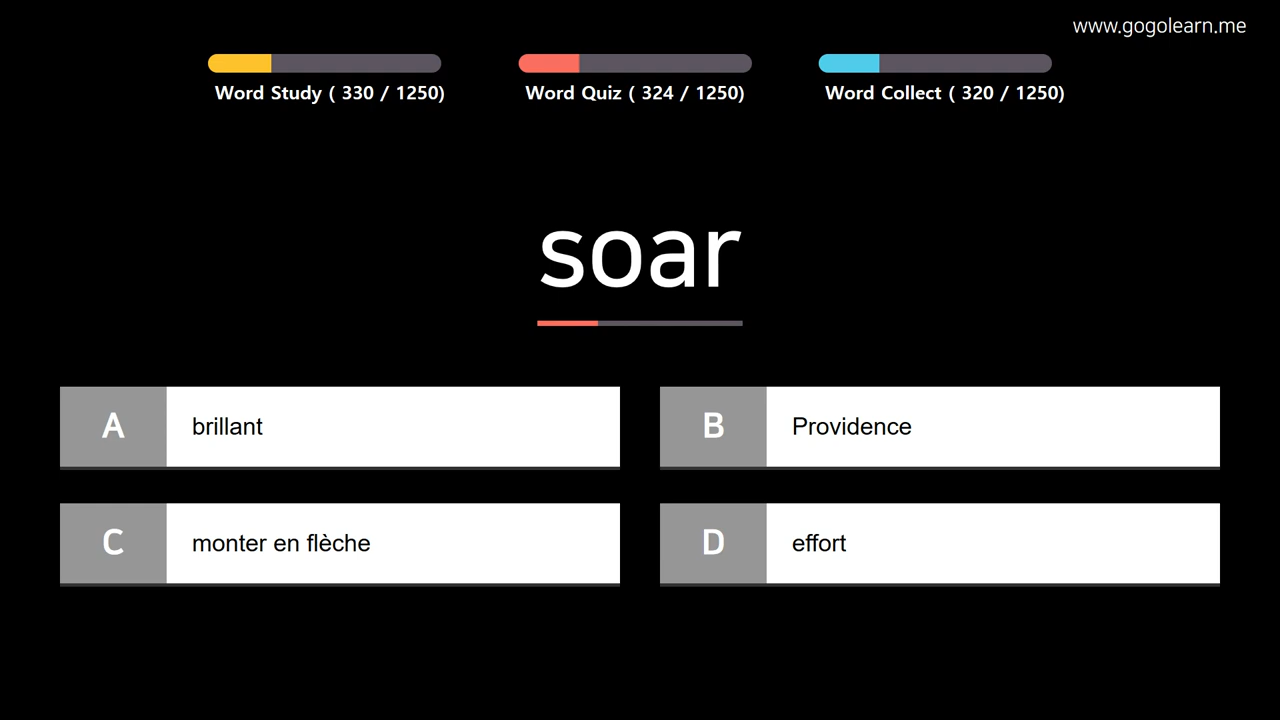 www.gogolearn.me
Word Study ( 330 / 1250)
Word Quiz ( 324 / 1250)
Word Collect ( 320 / 1250)
soar
A brillant
B Providence
C monter en flèche
D effort